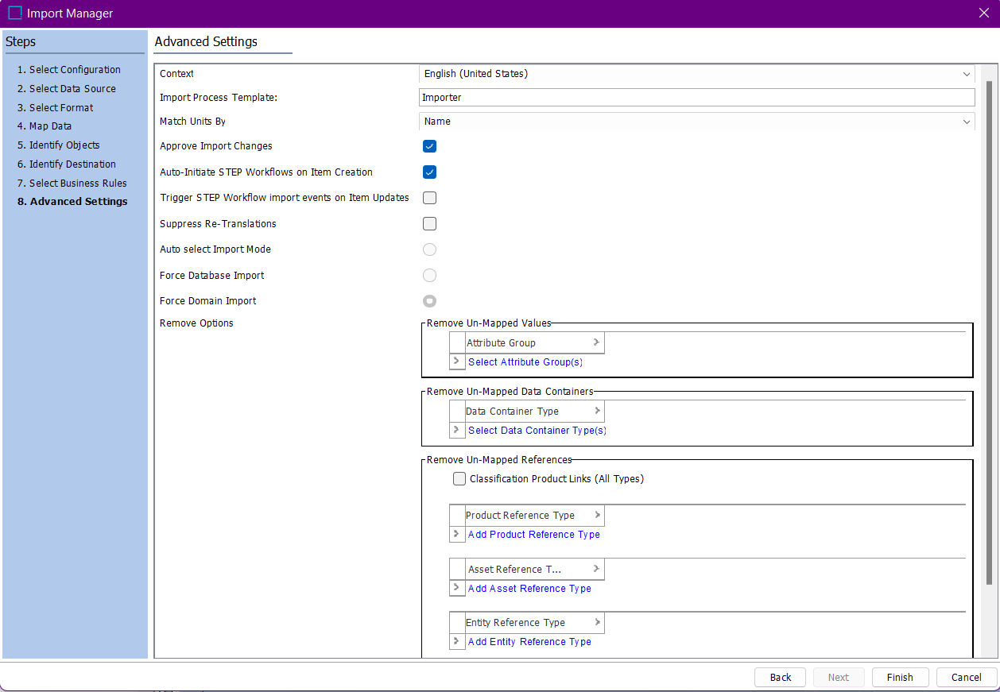 Import Manager
Steps
1. Select Configuration
2. Select Data Source
3. Select Format
4. Map Data
5. Identify Objects
6. Identify Destination
7. Select Business Rules
8. Advanced Settings
Advanced Settings
Context English (United States)
Import Process Template: Importer
Match Units By Name
Approve Import Changes
Auto-Initiate STEP Workflows on Item Creation
Trigger STEP Workflow import events on Item Updates
Suppress Re-Translations
Auto select Import Mode
Force Database Import
Force Domain Import
Remove Options
Remove Un-Mapped Values
Attribute Group
Select Attribute Group(s)
Remove Un-Mapped Data Containers
Data Container Type
Select Data Container Type(s)
Remove Un-Mapped References
Classification Product Links (All Types)
Product Reference Type
Add Product Reference Type
Asset Reference T...
Add Asset Reference Type
Entity Reference Type
Add Entity Reference Type
Back Next Finish Cancel